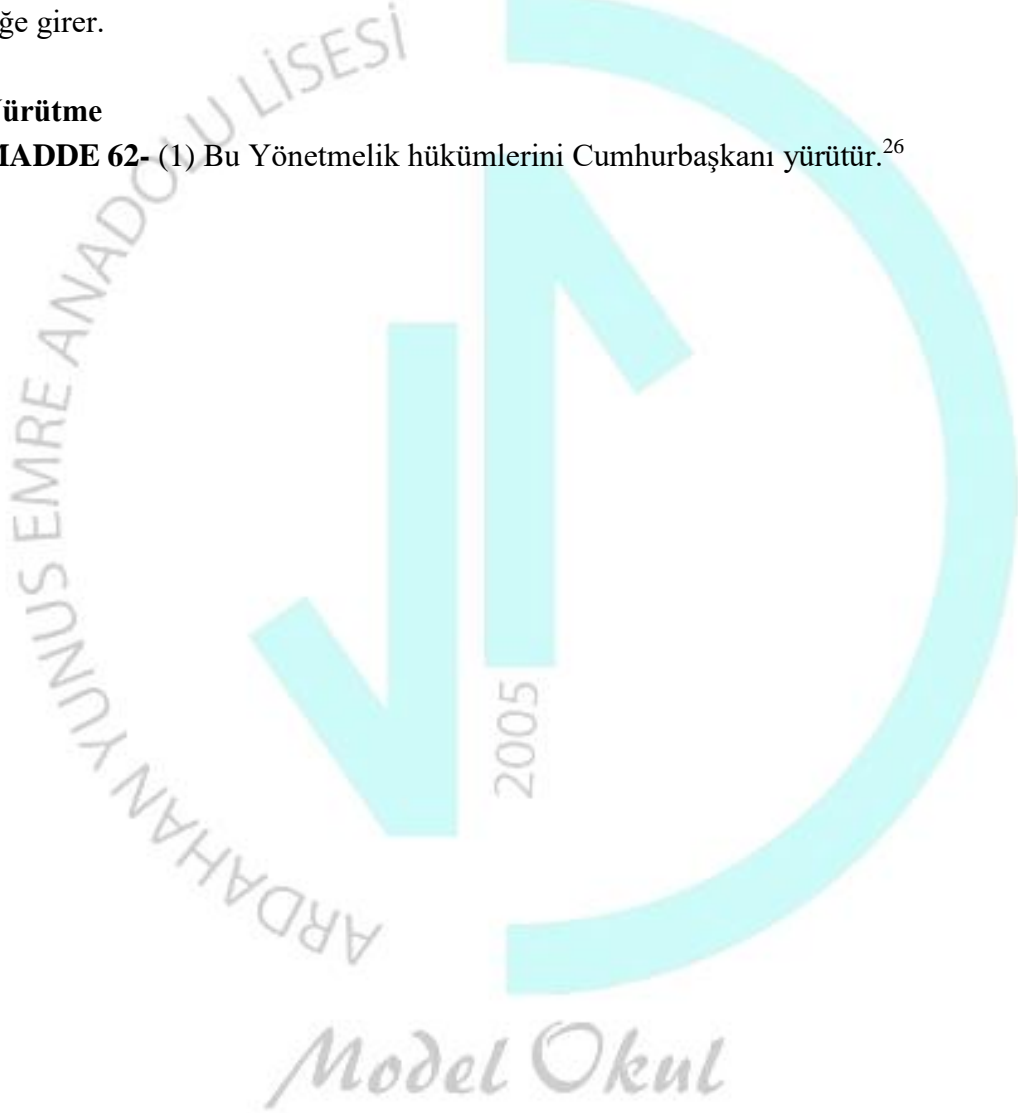 ğe girer.
ürütme
MADDE 62- (1) Bu Yönetmelik hükümlerini Cumhurbaşkanı yürütür.26
ARDAHAN YUNUS EMRE ANADOLU LİSESİ
2005
Model Okul